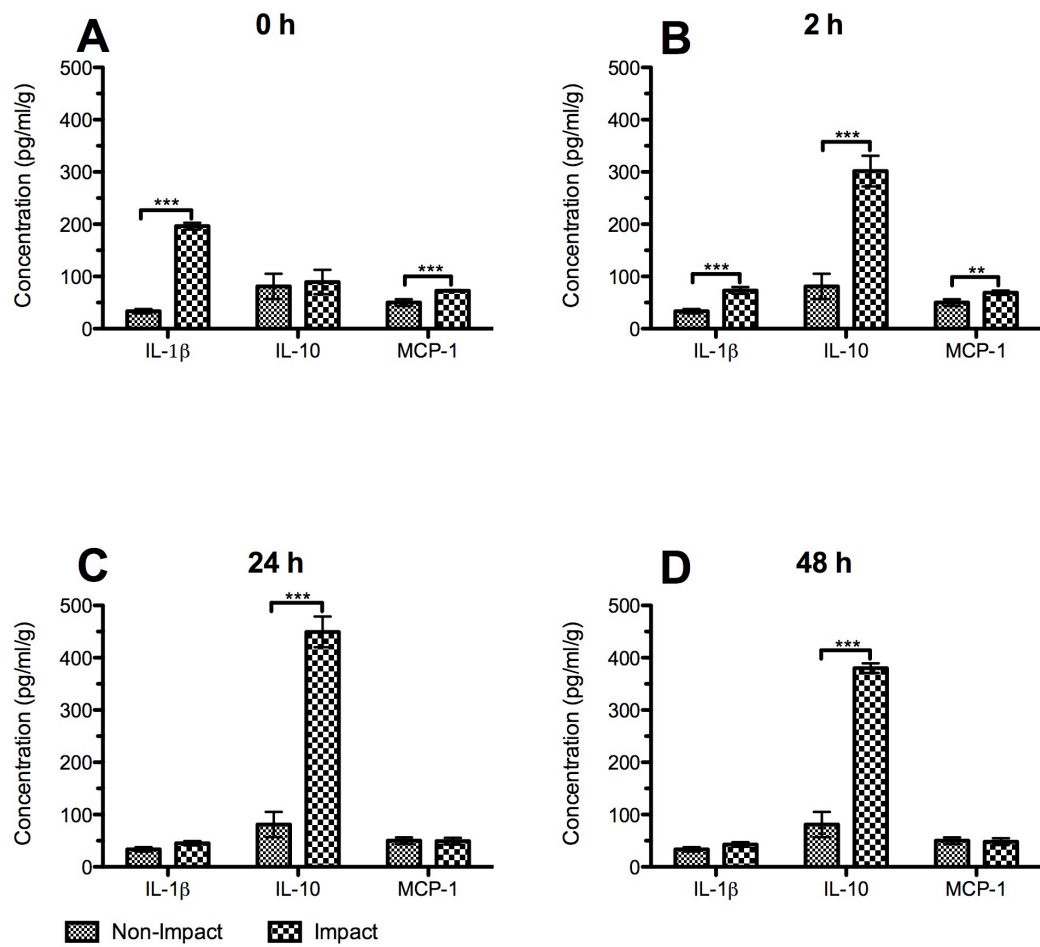 A
0 h
Concentration (pg/ml/g)
500
400
300
200
100
0
***
***
IL-1β
IL-10
MCP-1
B
2 h
Concentration (pg/ml/g)
500
400
300
200
100
0
***
***
**
IL-1β
IL-10
MCP-1
C
24 h
Concentration (pg/ml/g)
500
400
300
200
100
0
***
IL-1β
IL-10
MCP-1
D
48 h
Concentration (pg/ml/g)
500
400
300
200
100
0
***
IL-1β
IL-10
MCP-1
Non-Impact
Impact